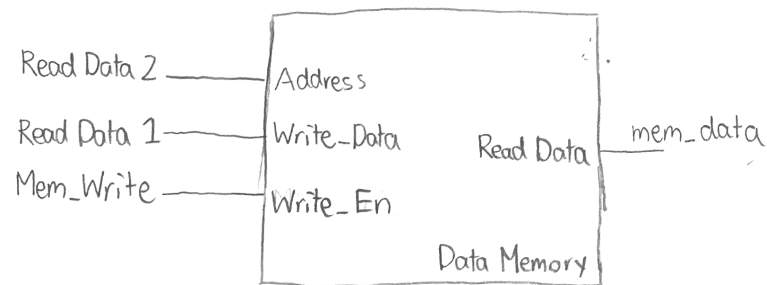 Read Data 2
Address
Read Data 1
Write_Data
Read Data
mem_data
Mem_Write
Write_En
Data Memory